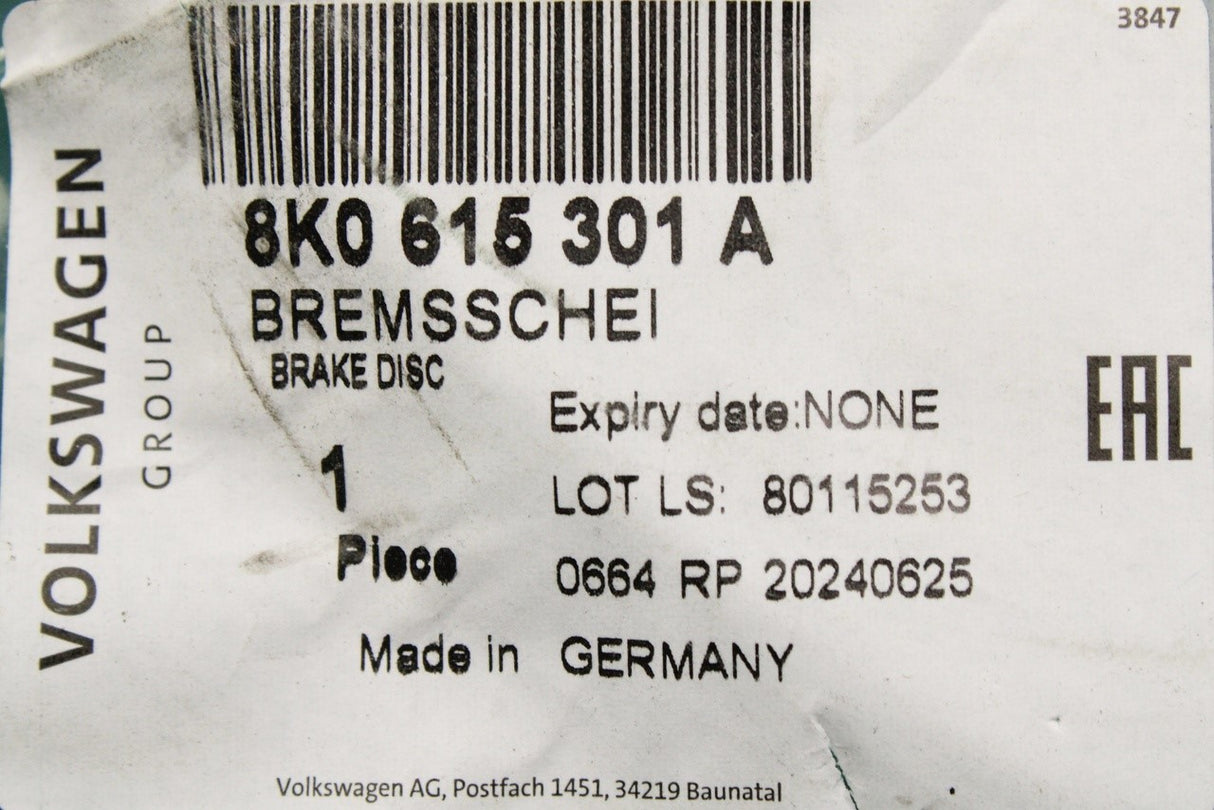 3847
VOLKSWAGEN
GROUP
8K0 615 301 A
BREMSSCHEI
BRAKE DISC
Expiry date:NONE
1
LOT LS: 80115253
Piece
0664 RP 20240625
Made in GERMANY
EAC
Volkswagen AG, Postfach 1451, 34219 Baunatal